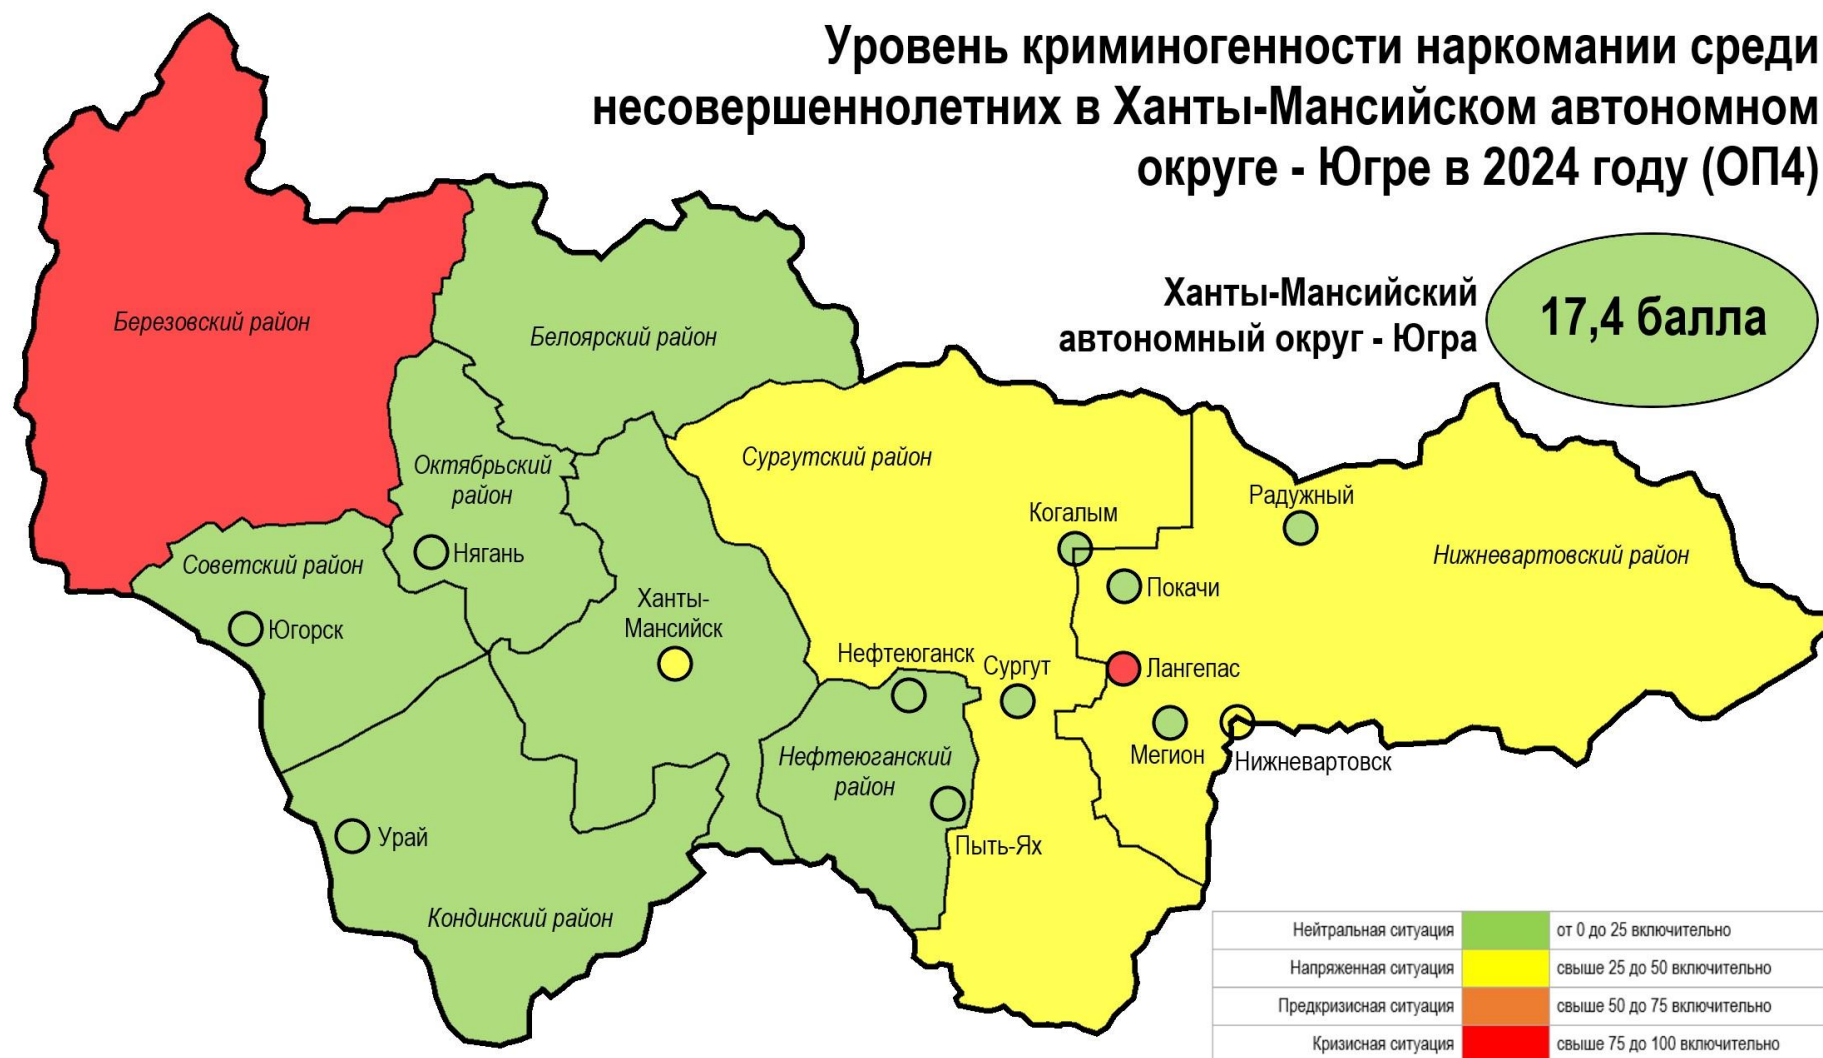 Уровень криминогенности наркомании среди
несовершеннолетних в Ханты-Мансийском автономном
округе - Югре в 2024 году (ОП4)
Ханты-Мансийский
автономный округ - Югра
17,4 балла
Березовский район
Белоярский район
Октябрьский
район
Сургутский район
Когалым
Радужный
Нижневартовский район
Нягань
Советский район
Покачи
Югорск
Ханты-
Мансийск
Нефтеюганск
Сургут
Лангепас
Мегион
Нижневартовск
Нефтеюганский
район
Пыть-Ях
Урай
Кондинский район
Нейтральная ситуация от 0 до 25 включительно
Напряженная ситуация свыше 25 до 50 включительно
Предкризисная ситуация свыше 50 до 75 включительно
Кризисная ситуация свыше 75 до 100 включительно